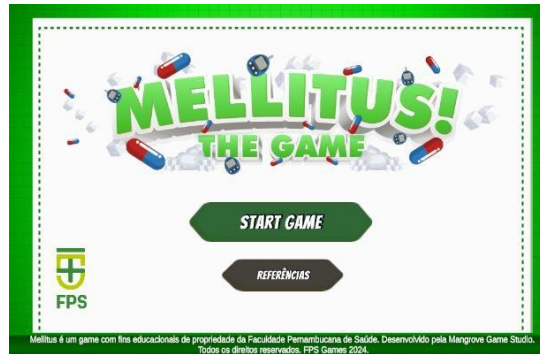 MELLITUS!
THE GAME
START GAME
REFERÊNCIAS
FPS
Mellitus é um game com fins educacionais de propriedade da Faculdade Pernambucana de Saúde. Desenvolvido pela Mangrove Game Studio.
Todos os direitos reservados. FPS Games 2024.